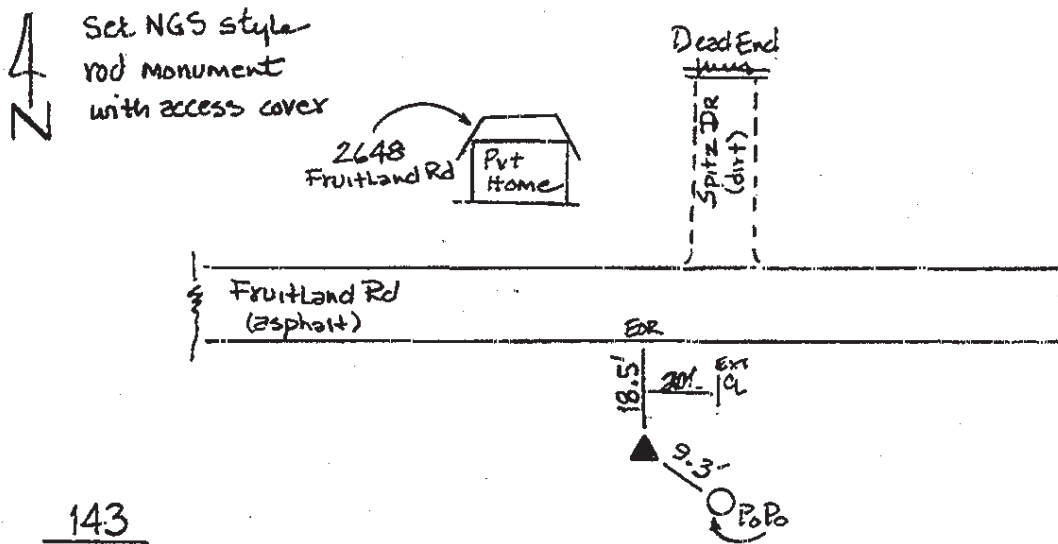 Set NGS style
rod monument
with access cover
N
Dead End
2648
Fruitland Rd
Pvt
Home
Spitz DR
(dirt)
Fruitland Rd
(asphalt)
EOR
18.5'
Ext
CL
9.3'
PoPo
143